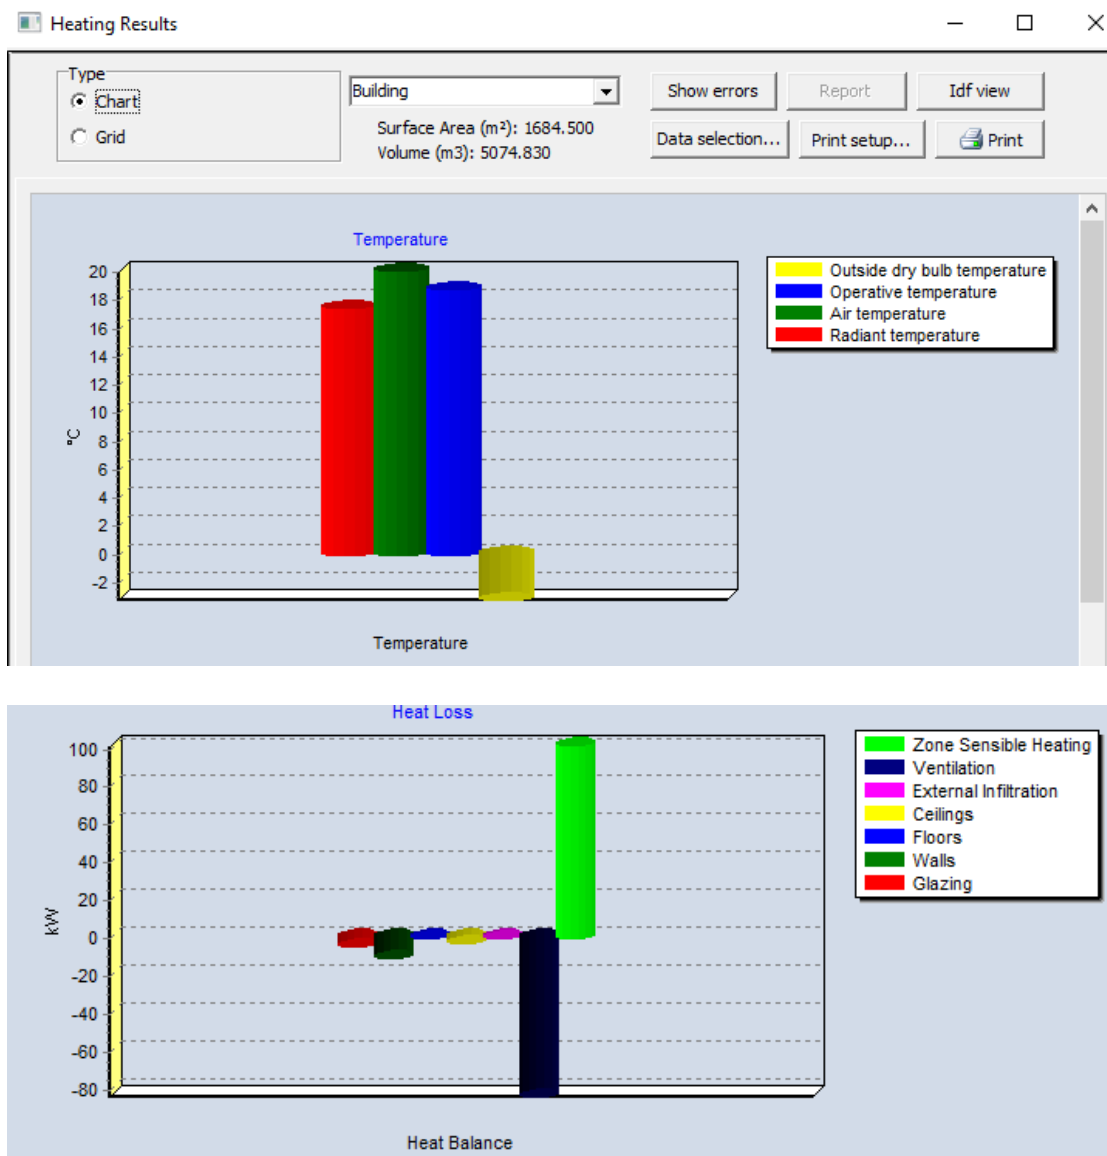 Heating Results
Type
Chart
Grid
Building
Surface Area (m²): 1684.500
Volume (m3): 5074.830
Show errors
Report
Idf view
Data selection...
Print setup...
Print
Temperature
20
18
16
14
12
10
8
6
4
2
0
-2
°C
Temperature
Outside dry bulb temperature
Operative temperature
Air temperature
Radiant temperature
Heat Loss
100
80
60
40
20
0
-20
-40
-60
-80
kW
Heat Balance
Zone Sensible Heating
Ventilation
External Infiltration
Ceilings
Floors
Walls
Glazing